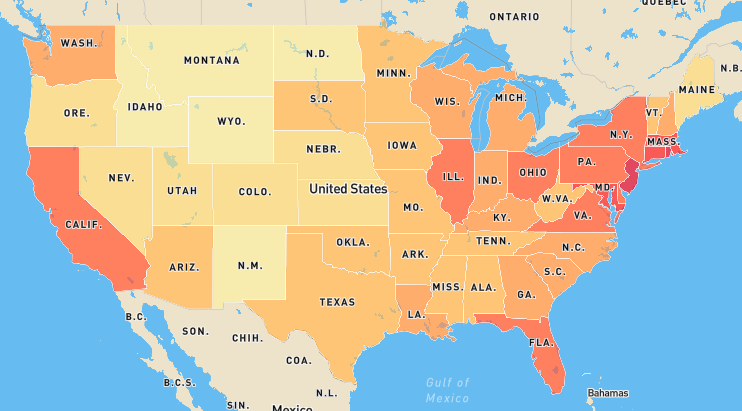 QUEBEC
ONTARIO
WASH.
MONTANA
N.D.
MINN.
N.B.
MAINE
ORE.
IDAHO
S.D.
WIS.
MICH.
VT.
WYO.
N.Y.
MASS.
IOWA
NEBR.
PA.
NEV.
UTAH
COLO.
United States
ILL.
IND.
OHIO
MD.
MO.
W.VA.
CALIF.
KY.
VA.
OKLA.
TENN.
N.C.
ARIZ.
N.M.
ARK.
S.C.
MISS.
ALA.
GA.
TEXAS
LA.
B.C.
SON.
CHIH.
FLA.
COA.
B.C.S.
Gulf of
Mexico
N.L.
Bahamas
SIN.
Mexico